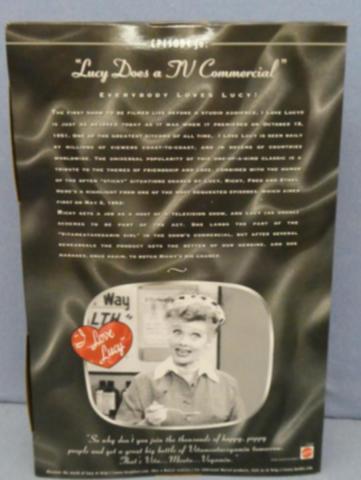 EPISODE 30:
"Lucy Does a TV Commercial"
EVERYBODY LOVES LUCY!
THE FIRST SHOW TO BE FILMED LIVE BEFORE A STUDIO AUDIENCE, I LOVE LUCY®
IS JUST AS BELOVED TODAY AS IT WAS WHEN IT PREMIERED ON OCTOBER 15,
1951. ONE OF THE GREATEST SITCOMS OF ALL TIME, I LOVE LUCY IS SEEN DAILY
BY MILLIONS OF VIEWERS COAST-TO-COAST, AND IN DOZENS OF COUNTRIES
WORLDWIDE. THE UNIVERSAL POPULARITY OF THIS ONE-OF-A-KIND CLASSIC IS A
TRIBUTE TO THE THEMES OF FRIENDSHIP AND LOVE, COMBINED WITH THE HUMOR
OF THE OFTEN "STICKY" SITUATIONS SHARED BY LUCY, RICKY, FRED AND ETHEL.
HERE'S A HIGHLIGHT FROM ONE OF THE MOST REQUESTED EPISODES, WHICH AIRED
FIRST ON MAY 5, 1952:
RICKY GETS A JOB AS A HOST OF A TELEVISION SHOW, AND LUCY (AS USUAL)
SCHEMES TO BE PART OF THE ACT. SHE LANDS THE PART OF THE
"VITAMEATAVEGAMIN GIRL" IN THE SHOW'S COMMERCIAL, BUT AFTER SEVERAL
REHEARSALS THE PRODUCT GETS THE BETTER OF OUR HEROINE, AND SHE
MANAGES, ONCE AGAIN, TO BOTCH RICKY'S BIG CHANCE.
Way
LTH"
I Love
Lucy
"So why don't you join the thousands of happy, peppy
people and get a great big bottle of Vitameatavegamin tomorrow.
That's Vita... Meata... Vegamin."
MATTEL